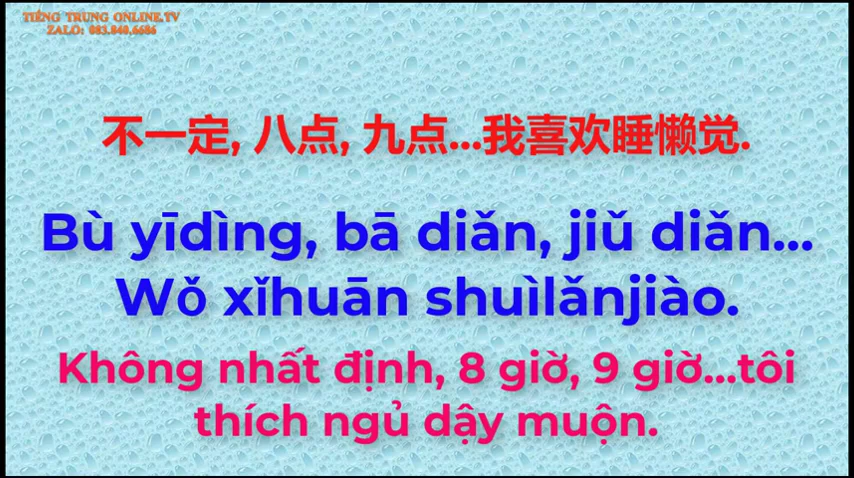 TIẾNG TRUNG ONLINE.TV
ZALO: 083.840.6686
不一定, 八点, 九点...我喜欢睡懒觉.
Bù yīdìng, bā diǎn, jiǔ diǎn...
Wǒ xǐhuān shuìlǎnjiào.
Không nhất định, 8 giờ, 9 giờ...tôi
thích ngủ dậy muộn.